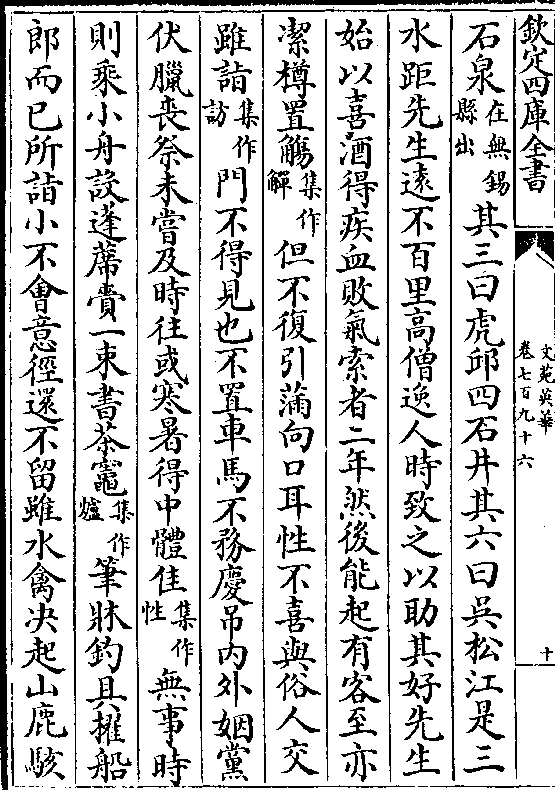 欽定四庫全書
文苑英華
卷七百九十六
十
石泉在無錫縣出其三曰虎邱四石井其六曰吳松江是三
水距先生逺不百里高僧逸人時致之以助其好先生
始以喜酒得疾血敗氣索者二年然後能起有客至亦
潔樽置觴集作觶但不復引蒲向口耳性不喜與俗人交
雖詣集作訪門不得見也不置車馬不務慶吊内外姻黨
伏臘喪祭未嘗及時往或寒暑得中體佳集作性無事時
則乘小舟設蓬蓆賫一束書茶竈集作爐筆牀釣具擢船
郎而已所詣小不會意徑還不留雖水禽决起山鹿駭